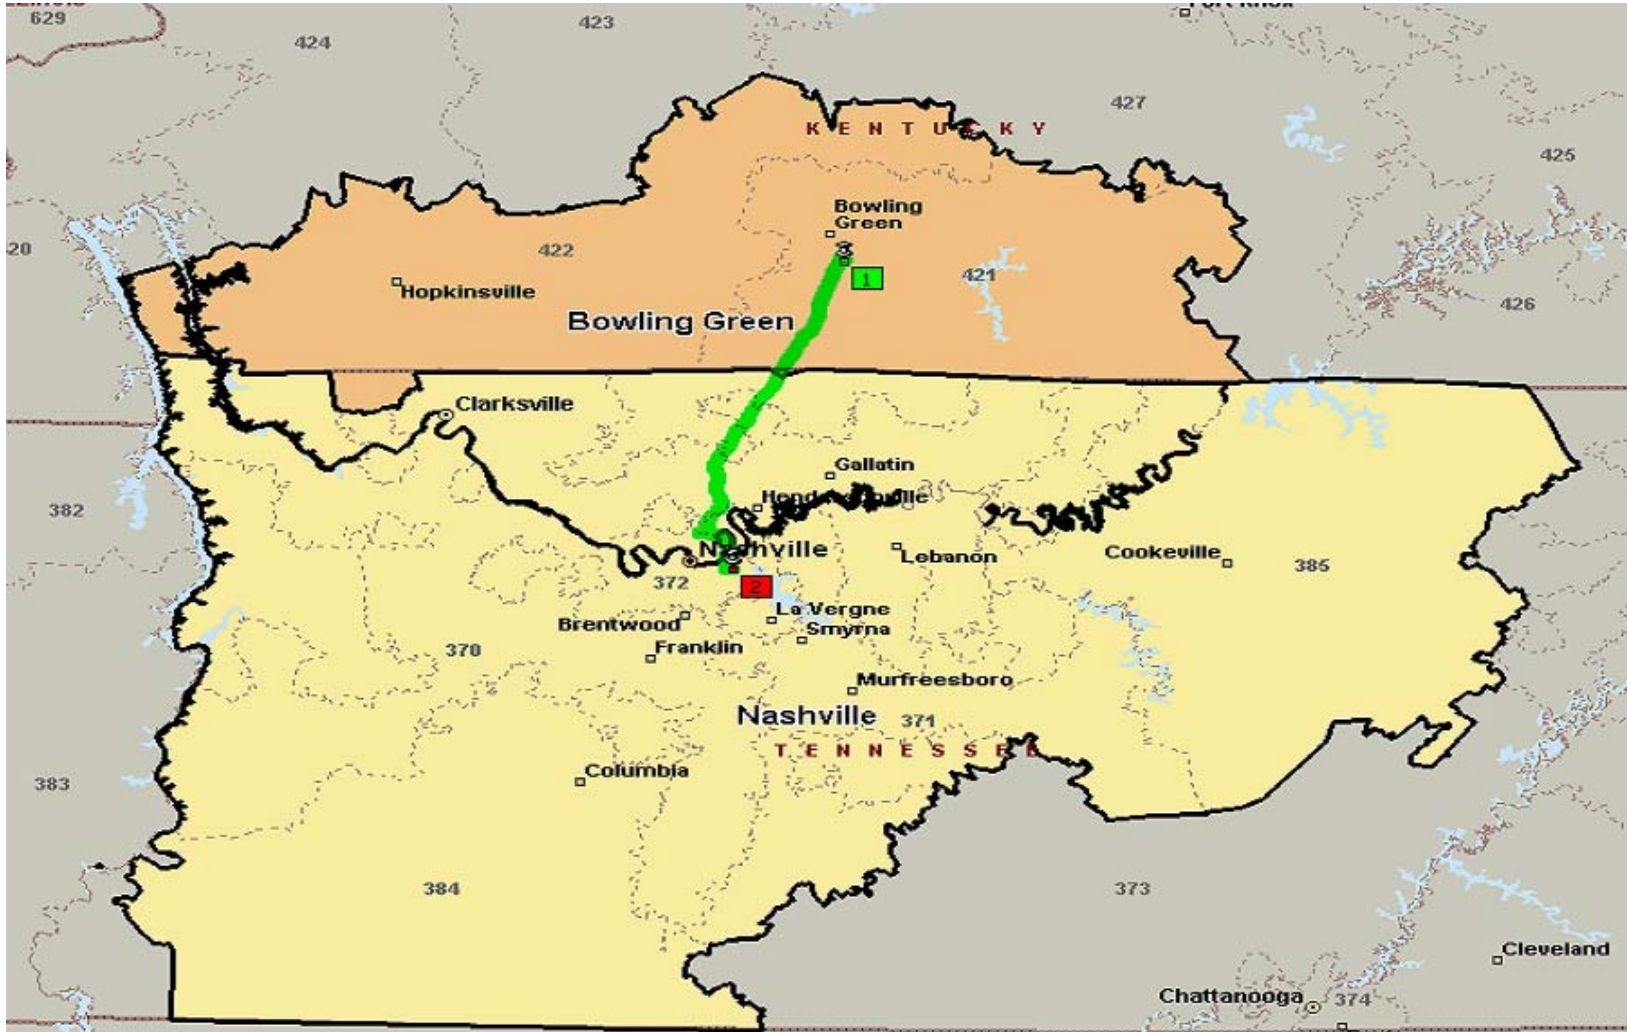 629
423
424
427
KENTUCKY
425
Bowling
Green
20
422
421
1
Hopkinsville
426
Bowling Green
Clarksville
Gallatin
382
Nashville
Lebanon
Cookeville
385
372
2
La Vergne
Brentwood
Smyrna
370
Franklin
Murfreesboro
Nashville
371
TENNESSEE
Columbia
383
384
373
Cleveland
Chattanooga
374